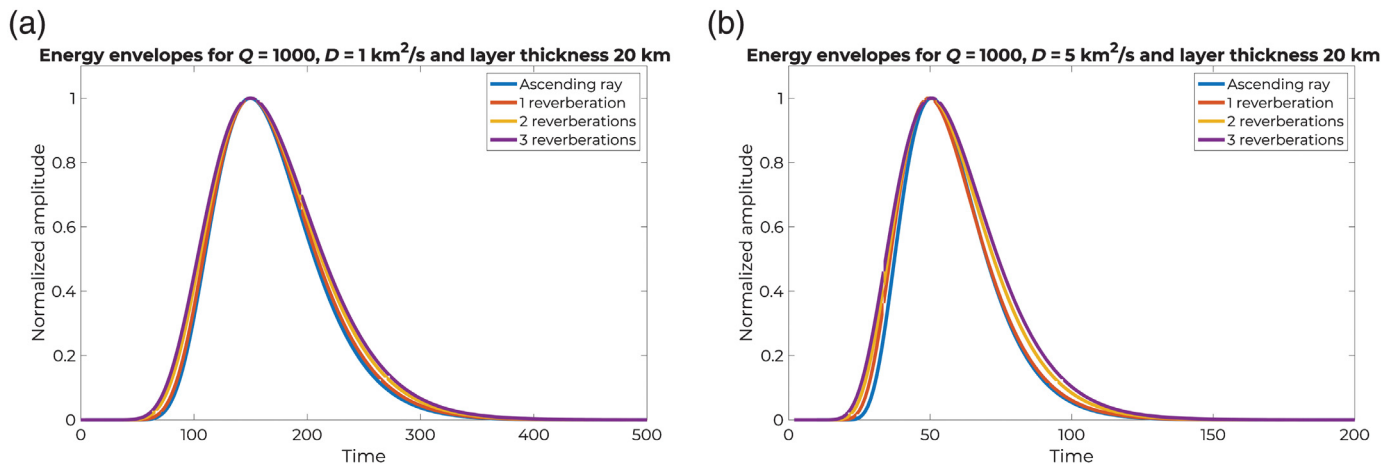 (a)
Energy envelopes for Q = 1000, D = 1 km²/s and layer thickness 20 km
Normalized amplitude
1
0.8
0.6
0.4
0.2
0
Ascending ray
1 reverberation
2 reverberations
3 reverberations
0 100 200 300 400 500
Time
(b)
Energy envelopes for Q = 1000, D = 5 km²/s and layer thickness 20 km
Normalized amplitude
1
0.8
0.6
0.4
0.2
0
Ascending ray
1 reverberation
2 reverberations
3 reverberations
0 50 100 150 200
Time